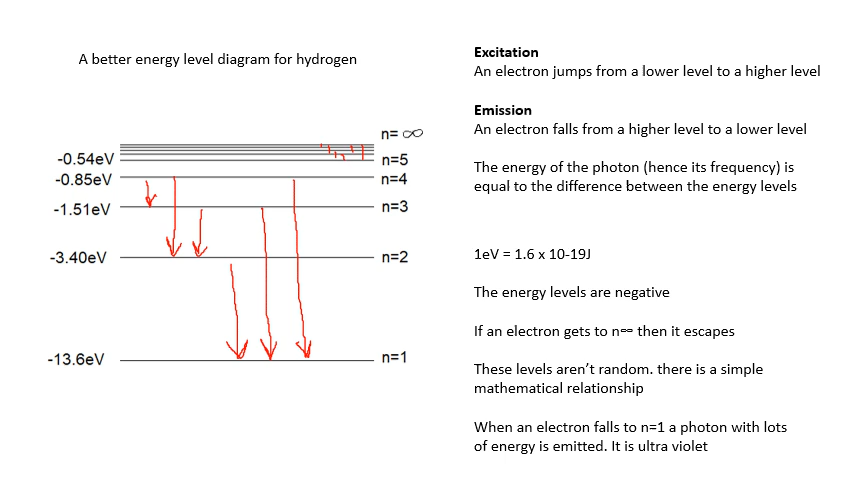 A better energy level diagram for hydrogen
n= ∞
-0.54eV n=5
-0.85eV n=4
-1.51eV n=3
-3.40eV n=2
-13.6eV n=1
Excitation
An electron jumps from a lower level to a higher level
Emission
An electron falls from a higher level to a lower level
The energy of the photon (hence its frequency) is
equal to the difference between the energy levels
1eV = 1.6 x 10-19J
The energy levels are negative
If an electron gets to n∞ then it escapes
These levels aren’t random. there is a simple
mathematical relationship
When an electron falls to n=1 a photon with lots
of energy is emitted. It is ultra violet